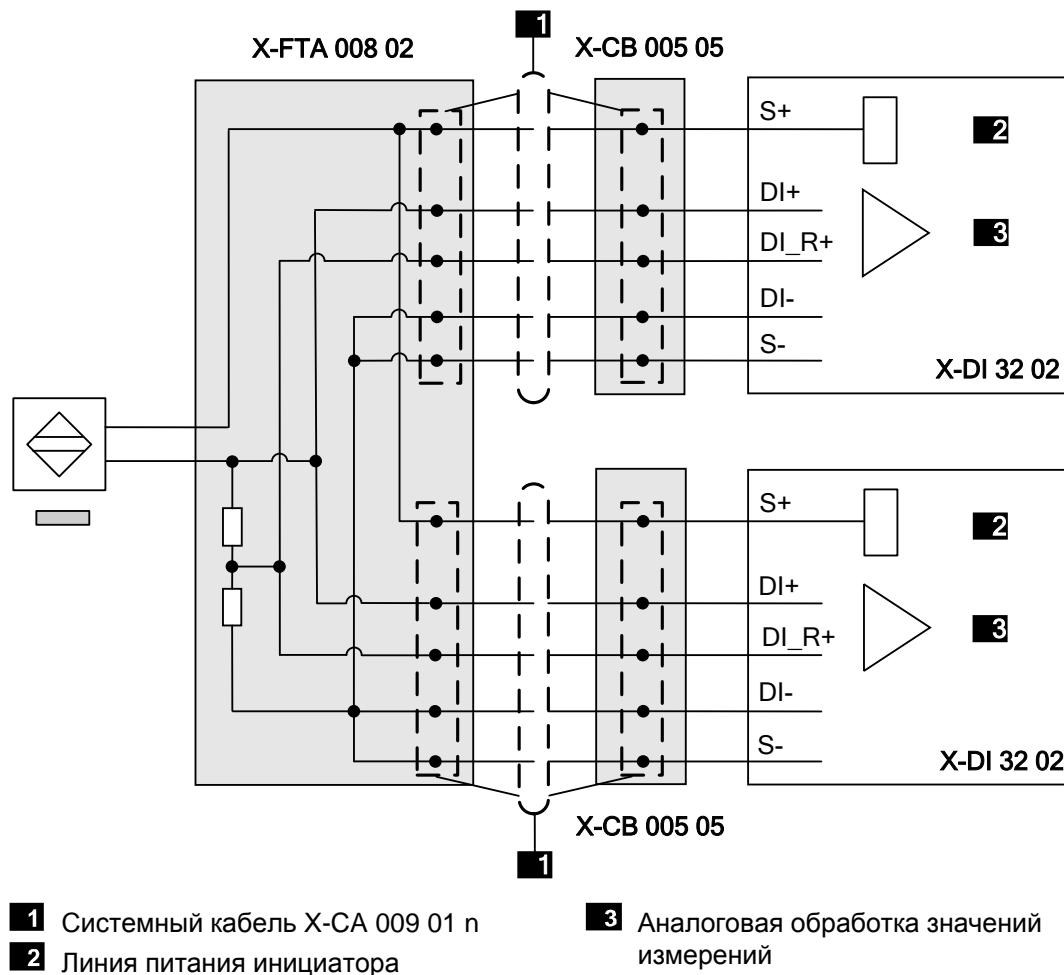 1
X-FTA 008 02
X-CB 005 05
S+
2
DI+
3
DI_R+
DI-
S-
X-DI 32 02
S+
2
DI+
3
DI_R+
DI-
S-
X-DI 32 02
X-CB 005 05
1
1 Системный кабель X-CA 009 01 n
2 Линия питания инициатора
3 Аналоговая обработка значений
измерений